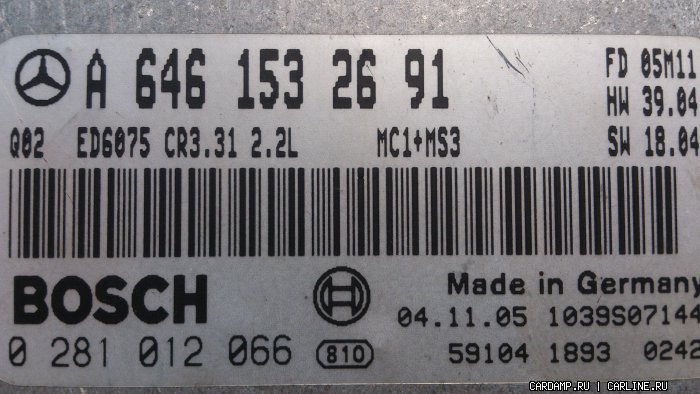 A 646 153 26 91 FD 05M11
HW 39.04
Q02 ED6075 CR3.31 2.2L MC1+MS3 SW 18.04
BOSCH Made in Germany
04.11.05 1039S07144
0 281 012 066 810 59104 1893 0242
CARDAMP.RU | CARLINE.RU